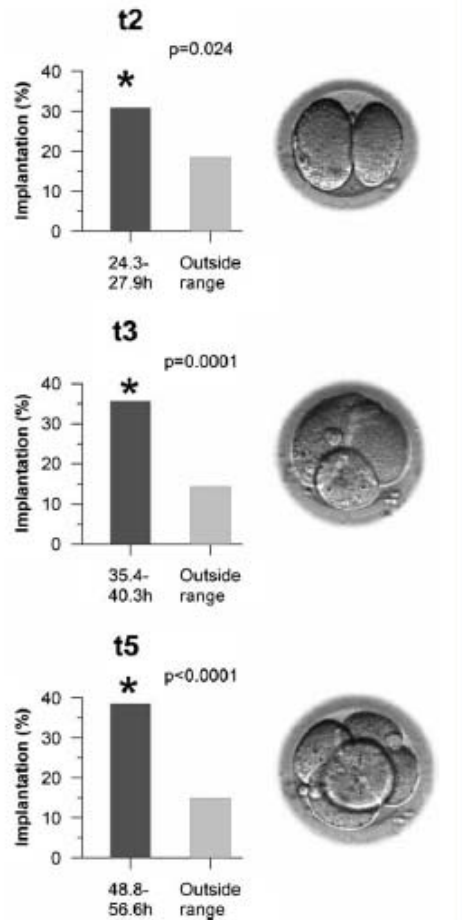 t2
p=0.024
Implantation (%)
40
30
20
10
0
*
24.3-
27.9h
Outside
range
t3
p=0.0001
Implantation (%)
40
30
20
10
0
*
35.4-
40.3h
Outside
range
t5
p<0.0001
Implantation (%)
40
30
20
10
0
*
48.8-
56.6h
Outside
range